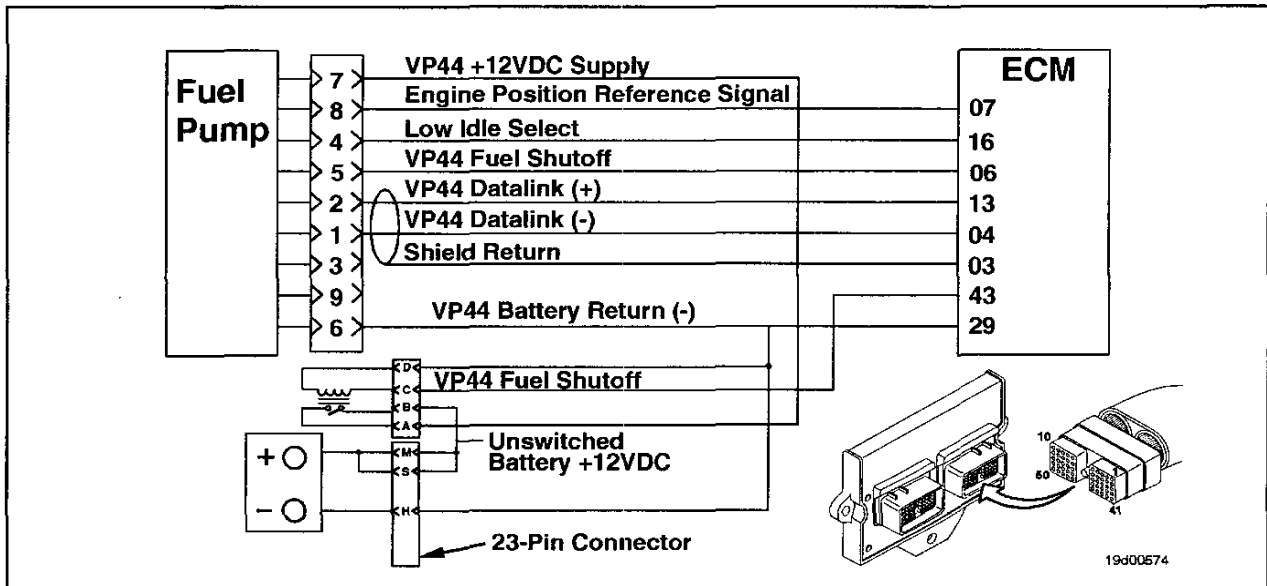 Fuel Pump
ECM
7 VP44 +12VDC Supply
8 Engine Position Reference Signal 07
4 Low Idle Select 16
5 VP44 Fuel Shutoff 06
2 VP44 Datalink (+) 13
1 VP44 Datalink (-) 04
3 Shield Return 03
9 43
6 VP44 Battery Return (-) 29
D
C VP44 Fuel Shutoff
B
A
Unswitched
Battery +12VDC
+ M
S
- H
23-Pin Connector
10
50
41
19d00574